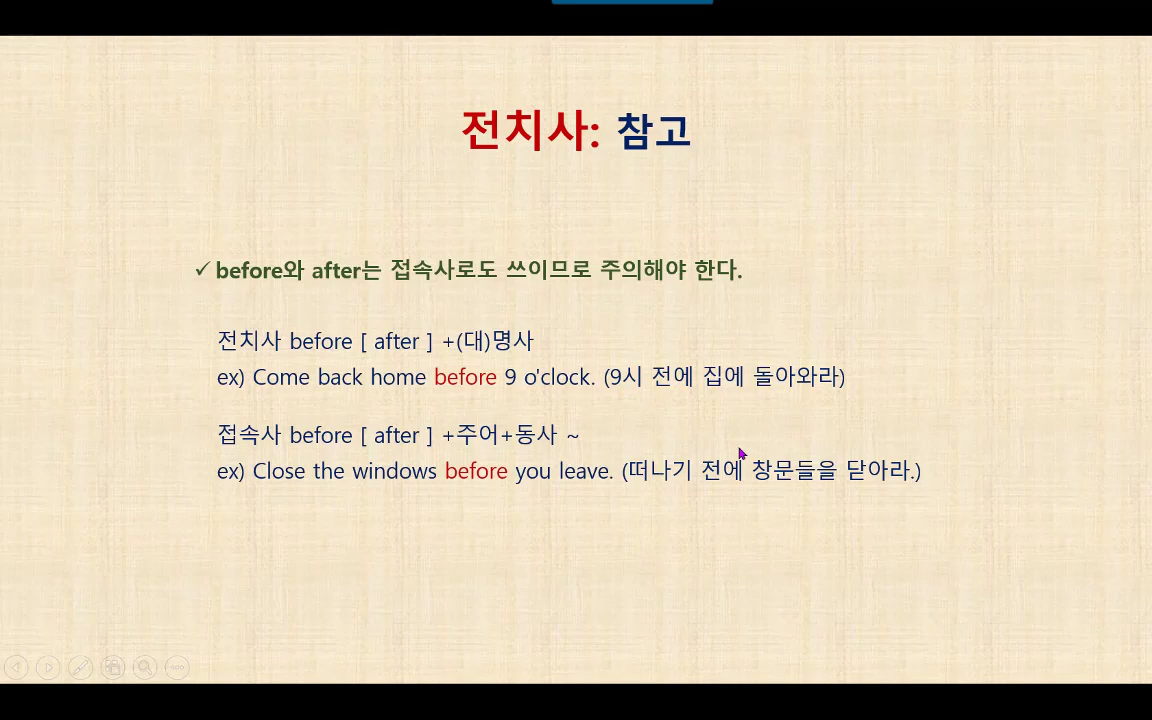 전치사: 참고
✓ before와 after는 접속사로도 쓰이므로 주의해야 한다.
전치사 before [ after ] +(대)명사
ex) Come back home before 9 o'clock. (9시 전에 집에 돌아와라)
접속사 before [ after ] +주어+동사 ~
ex) Close the windows before you leave. (떠나기 전에 창문들을 닫아라.)